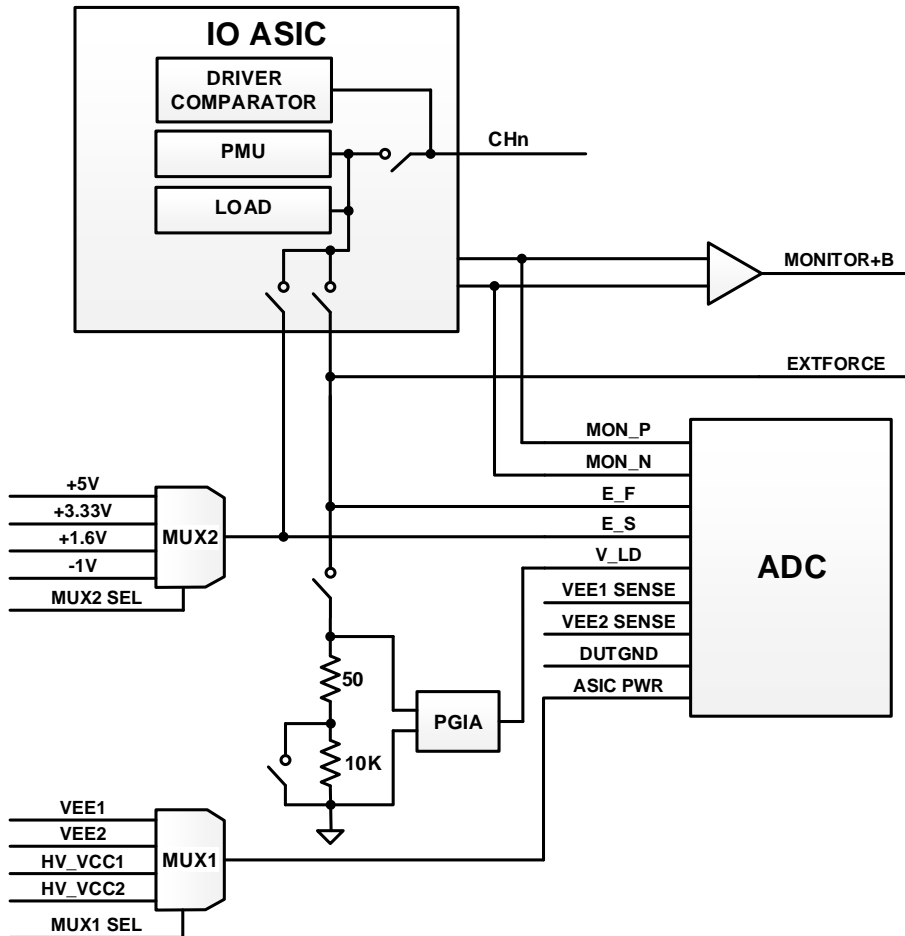 IO ASIC
DRIVER
COMPARATOR
PMU
LOAD
CHn
MONITOR+B
EXTFORCE
MON_P
MON_N
E_F
E_S
V_LD
VEE1 SENSE
VEE2 SENSE
DUTGND
ASIC PWR
ADC
+5V
+3.33V
+1.6V
-1V
MUX2 SEL
MUX2
50
10K
PGIA
VEE1
VEE2
HV_VCC1
HV_VCC2
MUX1 SEL
MUX1